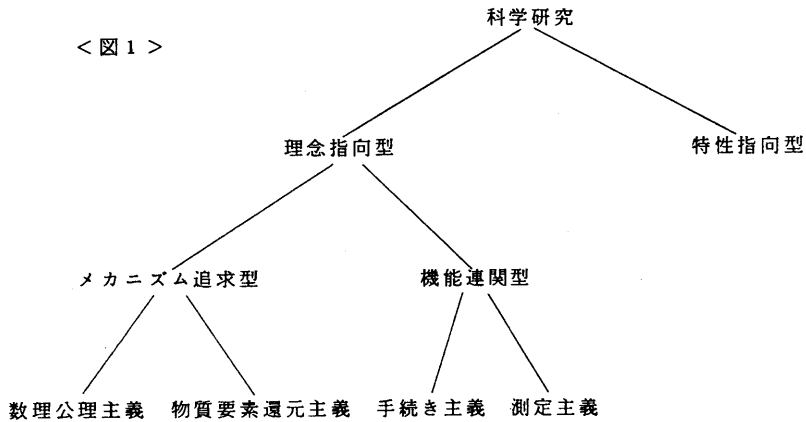 科学研究
<図1>
理念指向型
特性指向型
メカニズム追求型
機能連関型
数理公理主義
物質要素還元主義
手続き主義
測定主義